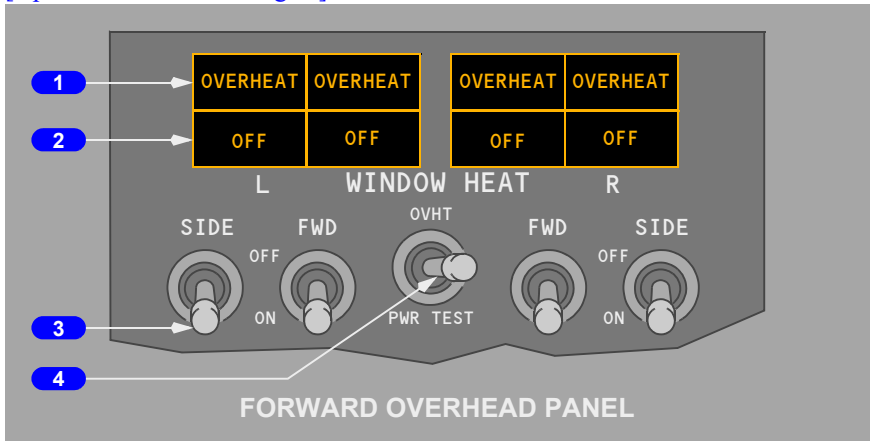 1
OVERHEAT OVERHEAT OVERHEAT OVERHEAT
2
OFF OFF OFF OFF
L WINDOW HEAT R
OVHT
SIDE FWD FWD SIDE
OFF OFF
3
ON PWR TEST ON
4
FORWARD OVERHEAD PANEL